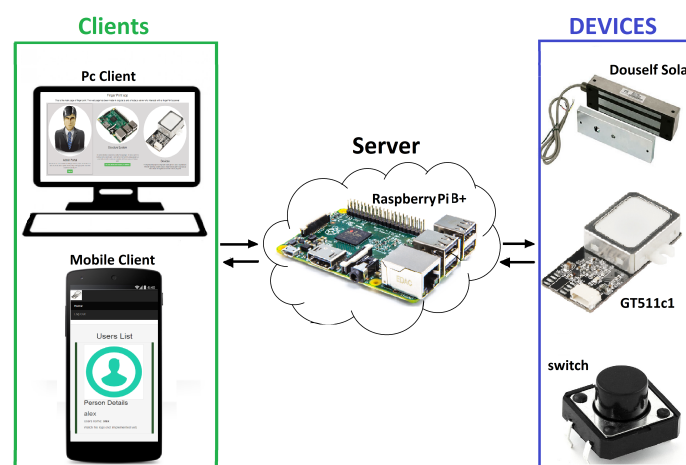 Clients
Pc Client
Mobile Client
Users List
Person Details
alex
Server
Raspberry Pi B+
DEVICES
Douself Sola
GT511c1
switch